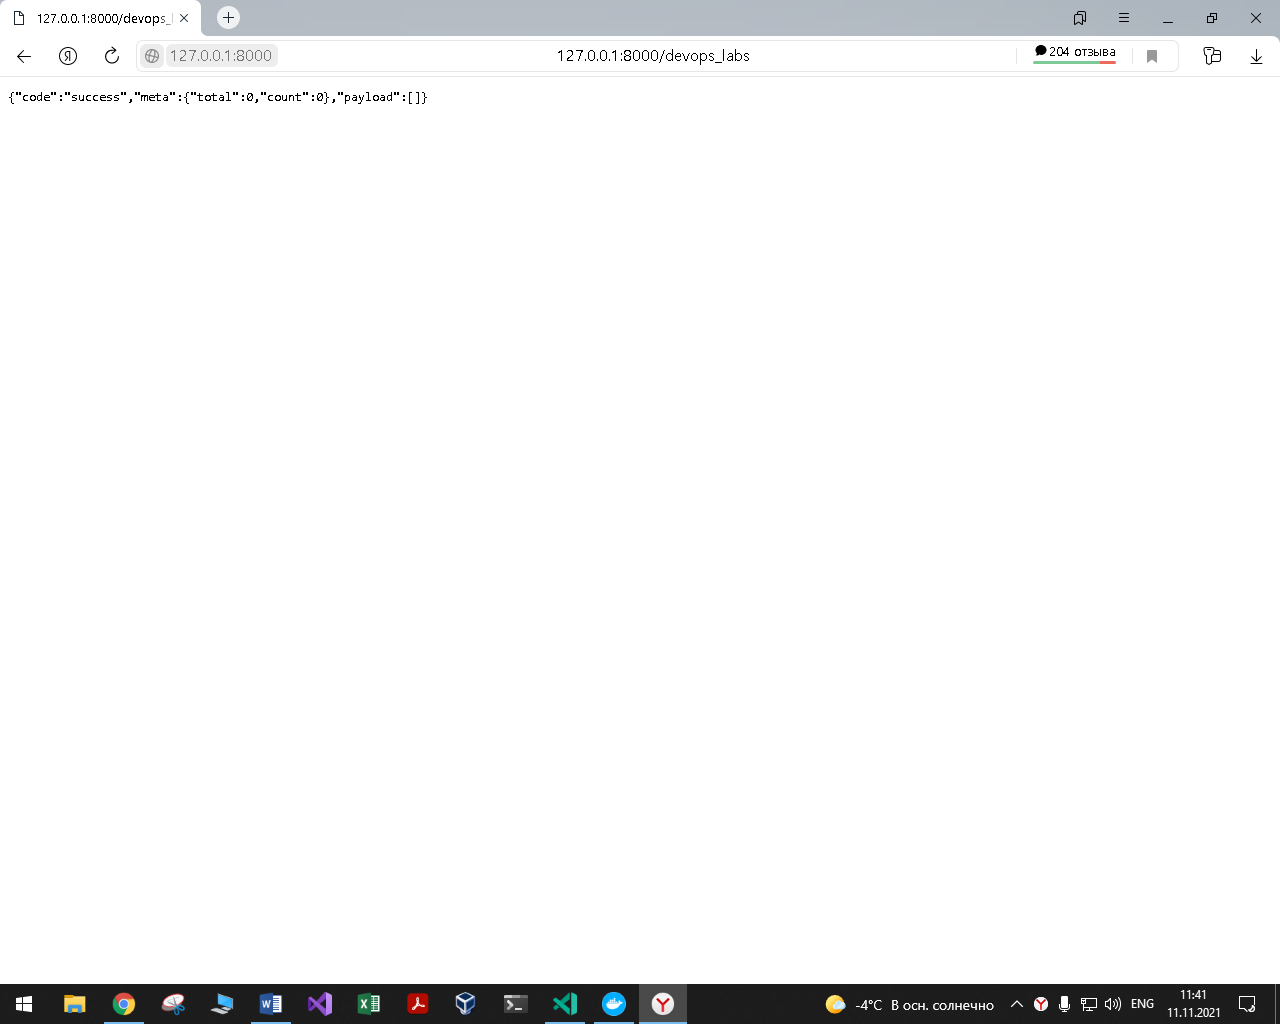 127.0.0.1:8000/devops_l
127.0.0.1:8000
127.0.0.1:8000/devops_labs
204 отзыва
{"code":"success","meta":{"total":0,"count":0},"payload":[]}
-4°C В осн. солнечно
ENG
11:41
11.11.2021